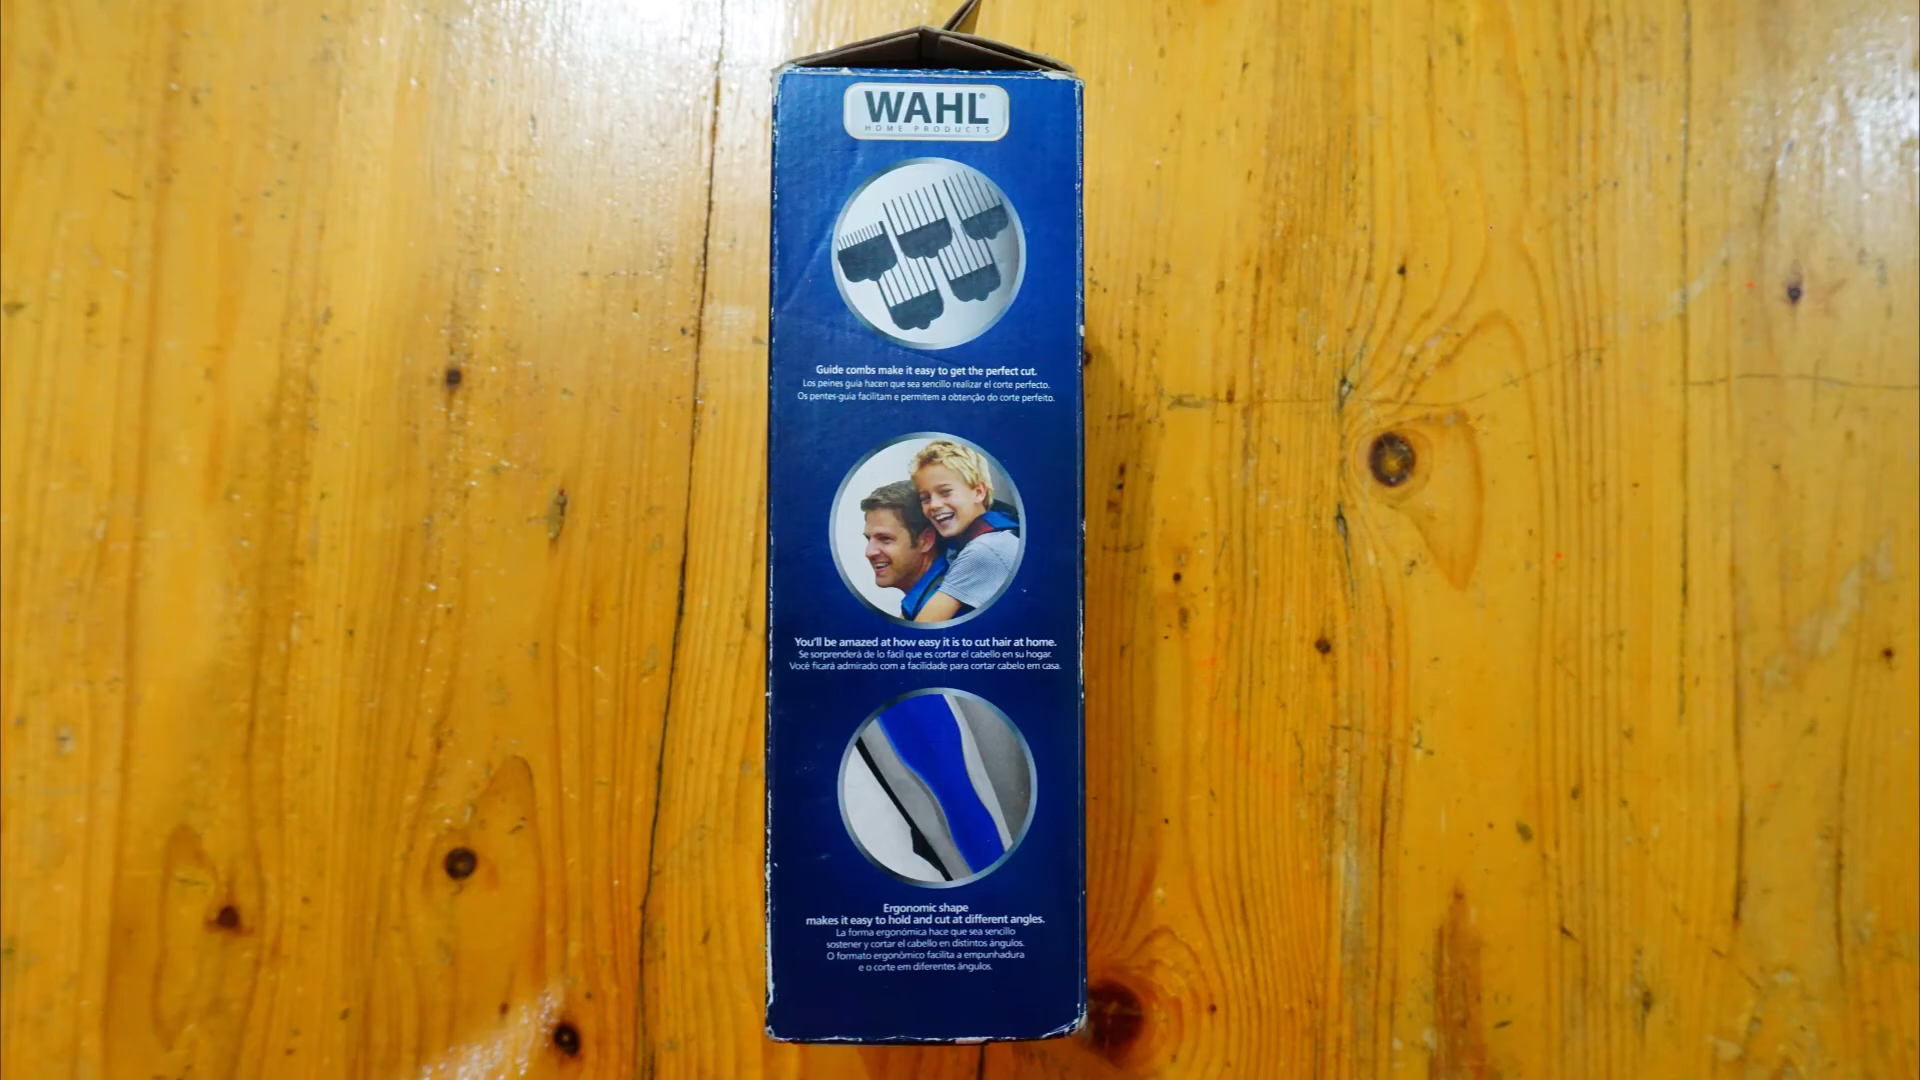 WAHL®
HOME PRODUCTS
Guide combs make it easy to get the perfect cut.
Los peines guía hacen que sea sencillo realizar el corte perfecto.
Os pentes-guia facilitam e permitem a obtenção do corte perfeito.
You'll be amazed at how easy it is to cut hair at home.
Se sorprenderá de lo fácil que es cortar el cabello en su hogar.
Você ficará admirado com a facilidade para cortar cabelo em casa.
Ergonomic shape
makes it easy to hold and cut at different angles.
La forma ergonómica hace que sea sencillo
sostener y cortar el cabello en distintos ángulos.
O formato ergonômico facilita a empunhadura
e o corte em diferentes ângulos.